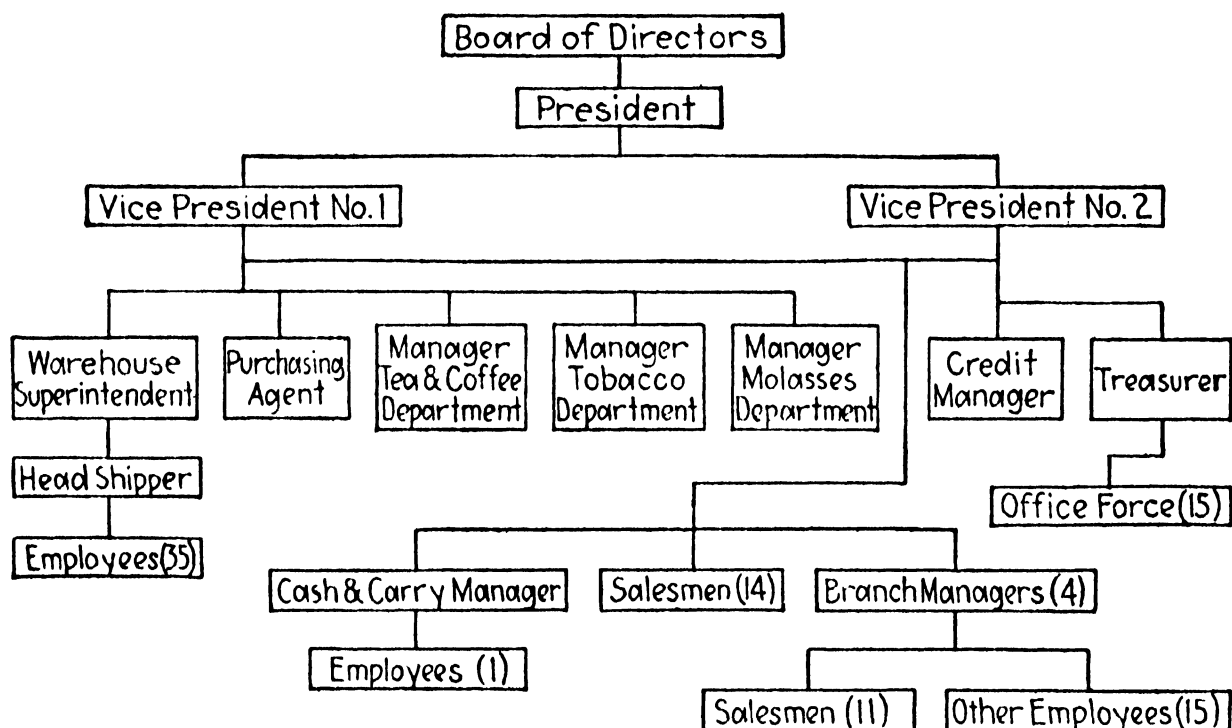 Board of Directors
President
Vice President No.1
Vice President No.2
Warehouse
Superintendent
Purchasing
Agent
Manager
Tea & Coffee
Department
Manager
Tobacco
Department
Manager
Molasses
Department
Credit
Manager
Treasurer
Head Shipper
Office Force (15)
Employees (35)
Cash & Carry Manager
Salesmen (14)
Branch Managers (4)
Employees (1)
Salesmen (11)
Other Employees (15)